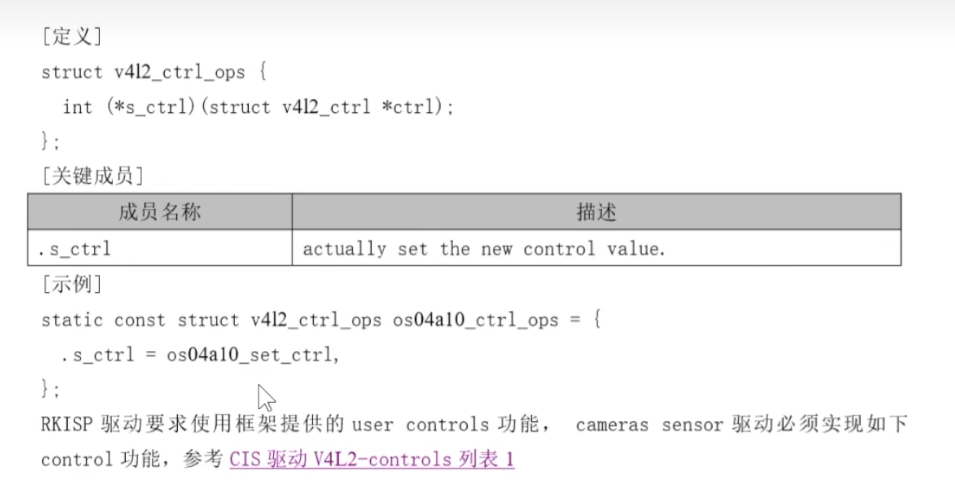 [定义]
struct v4l2_ctrl_ops {
int (*s_ctrl)(struct v4l2_ctrl *ctrl);
};
[关键成员]
成员名称 描述
.s_ctrl actually set the new control value.
[示例]
static const struct v4l2_ctrl_ops os04a10_ctrl_ops = {
.s_ctrl = os04a10_set_ctrl,
};
RKISP 驱动要求使用框架提供的 user controls 功能, cameras sensor 驱动必须实现如下
control 功能，参考 CIS 驱动 V4L2-controls 列表 1